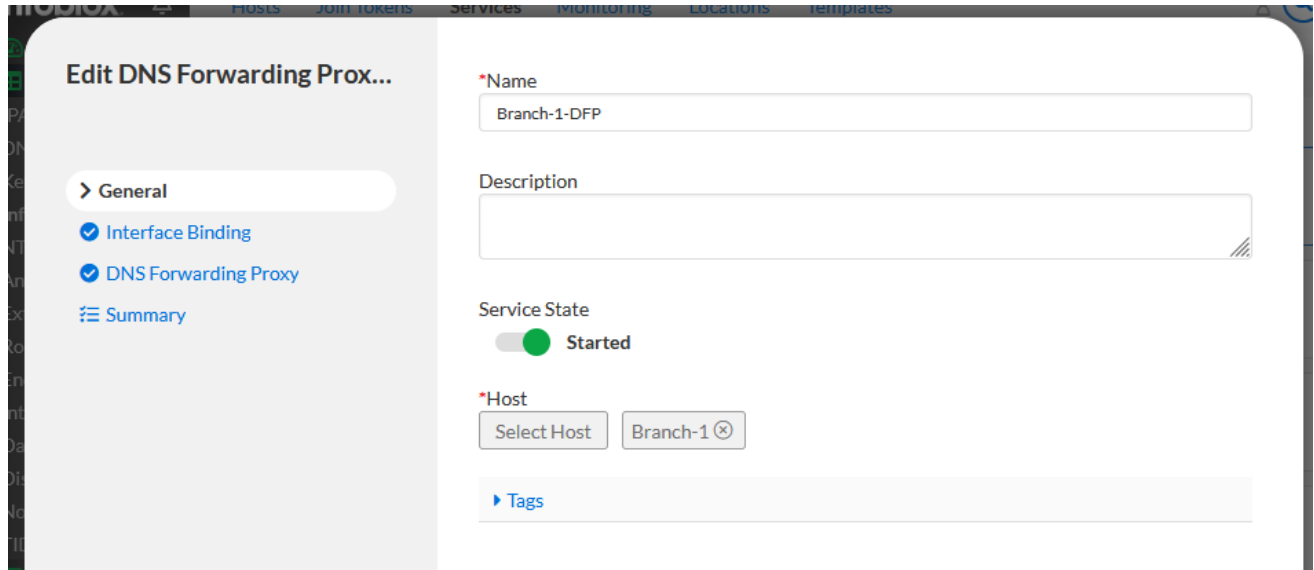 Hosts Join Tokens Services Monitoring Locations Templates
Edit DNS Forwarding Prox...
General
Interface Binding
DNS Forwarding Proxy
Summary
*Name
Branch-1-DFP
Description
Service State
Started
*Host
Select Host Branch-1
Tags